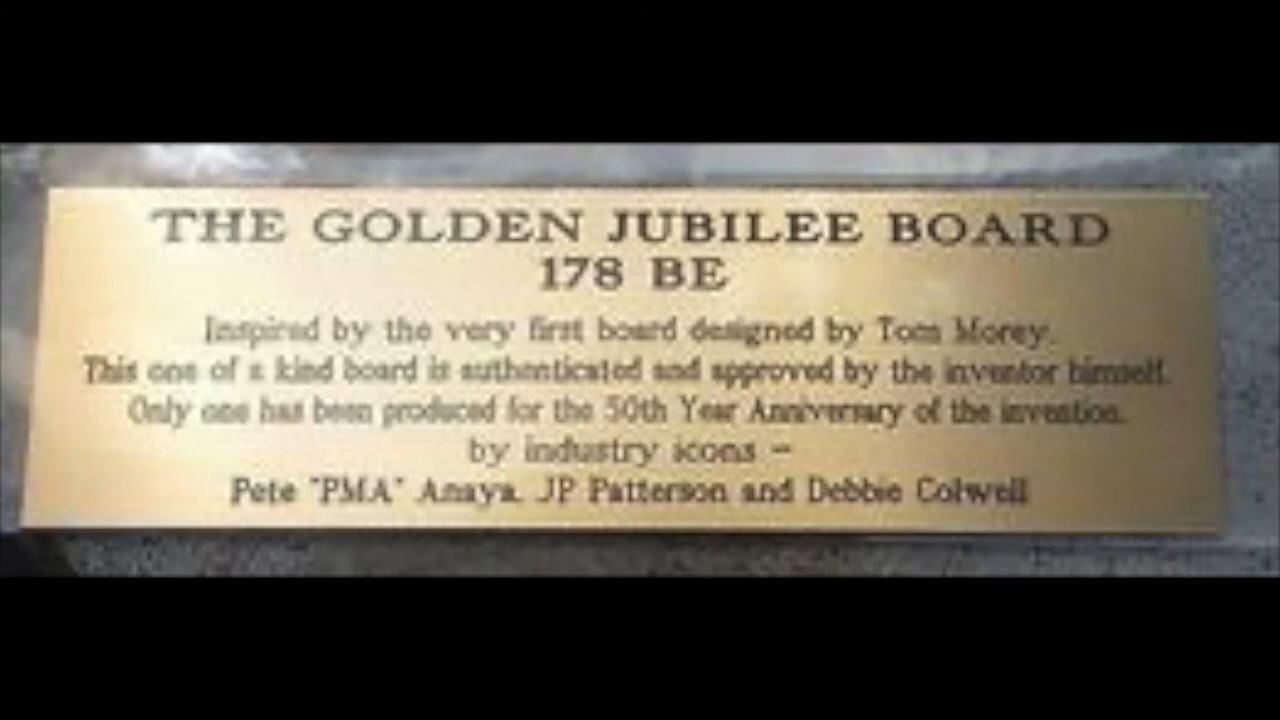 THE GOLDEN JUBILEE BOARD
178 BE
Inspired by the very first board designed by Tom Morey.
This one of a kind board is authenticated and approved by the inventor himself.
Only one has been produced for the 50th Year Anniversary of the invention.
by industry icons -
Pete "PMA" Anaya. JP Patterson and Debbie Colwell